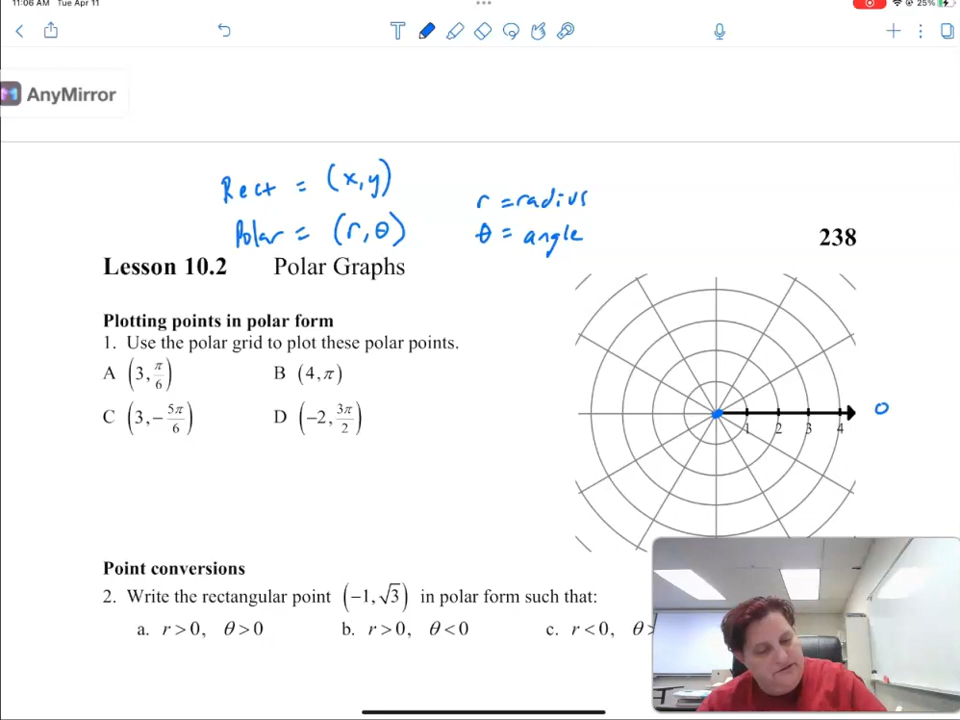 11:06 AM Tue Apr 11
25%
AnyMirror
Rect = (x,y)
Polar = (r,θ)
r = radius
θ = angle
238
Lesson 10.2 Polar Graphs
Plotting points in polar form
1. Use the polar grid to plot these polar points.
A (3, π/6) B (4, π)
C (3, -5π/6) D (-2, 3π/2)
0
1 2 3 4
Point conversions
2. Write the rectangular point (-1, √3) in polar form such that:
a. r > 0, θ > 0 b. r > 0, θ < 0 c. r < 0, θ >